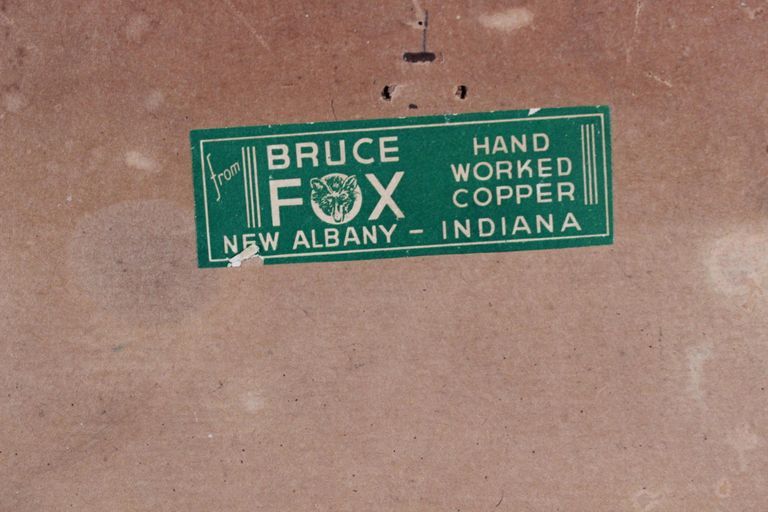 from
BRUCE
FOX
NEW ALBANY - INDIANA
HAND
WORKED
COPPER